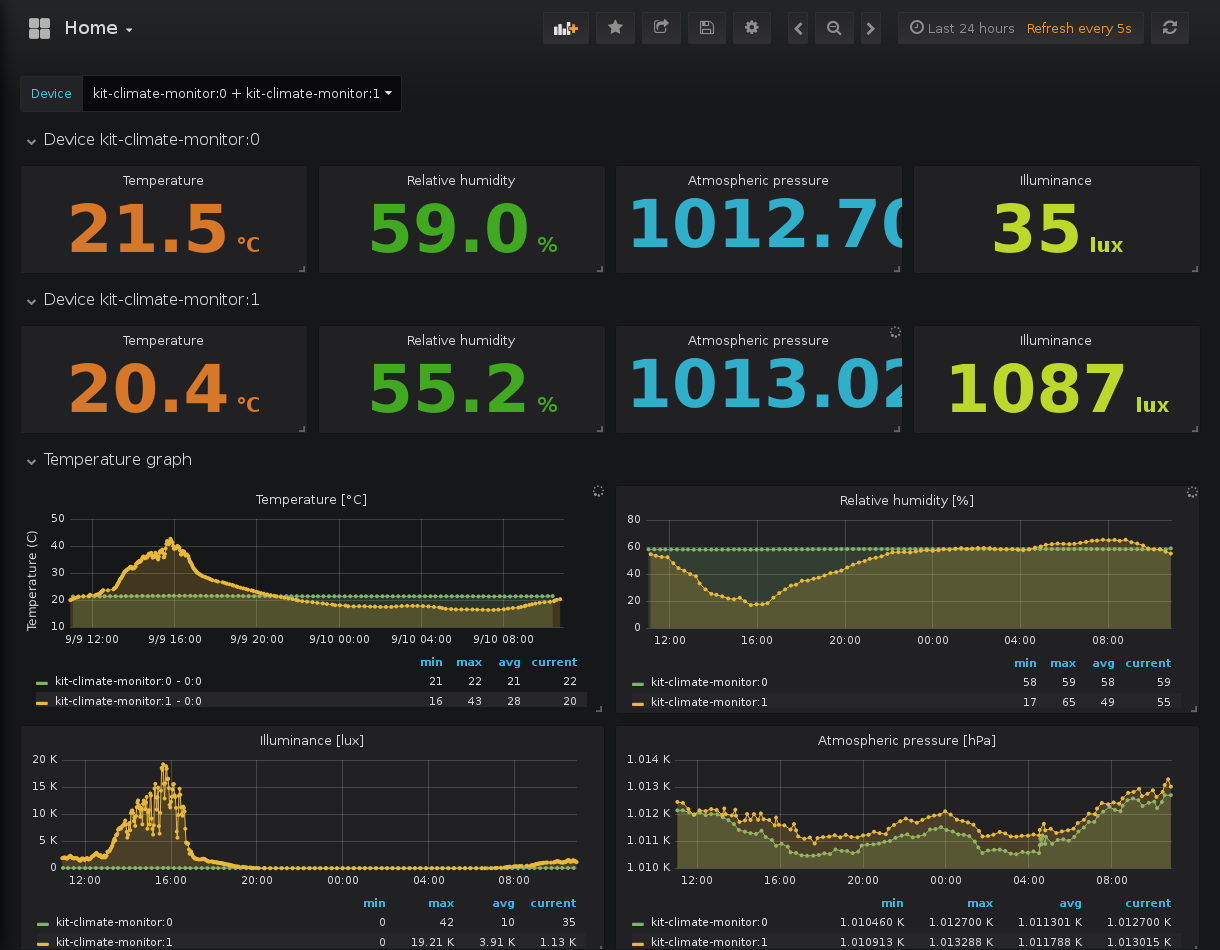 Home
Last 24 hours Refresh every 5s
Device kit-climate-monitor:0 + kit-climate-monitor:1
Device kit-climate-monitor:0
Temperature Relative humidity Atmospheric pressure Illuminance
21.5 °C 59.0 % 1012.70 35 lux
Device kit-climate-monitor:1
Temperature Relative humidity Atmospheric pressure Illuminance
20.4 °C 55.2 % 1013.02 1087 lux
Temperature graph
Temperature [°C]
Temperature (C)
50
40
30
20
10
9/9 12:00 9/9 16:00 9/9 20:00 9/10 00:00 9/10 04:00 9/10 08:00
min max avg current
kit-climate-monitor:0 - 0:0 21 22 21 22
kit-climate-monitor:1 - 0:0 16 43 28 20
Relative humidity [%]
80
60
40
20
0
12:00 16:00 20:00 00:00 04:00 08:00
min max avg current
kit-climate-monitor:0 58 59 58 59
kit-climate-monitor:1 17 65 49 55
Illuminance [lux]
20 K
15 K
10 K
5 K
0
12:00 16:00 20:00 00:00 04:00 08:00
min max avg current
kit-climate-monitor:0 0 42 10 35
kit-climate-monitor:1 0 19.21 K 3.91 K 1.13 K
Atmospheric pressure [hPa]
1.014 K
1.013 K
1.012 K
1.011 K
1.010 K
12:00 16:00 20:00 00:00 04:00 08:00
min max avg current
kit-climate-monitor:0 1.010460 K 1.012700 K 1.011301 K 1.012700 K
kit-climate-monitor:1 1.010913 K 1.013288 K 1.011788 K 1.013015 K